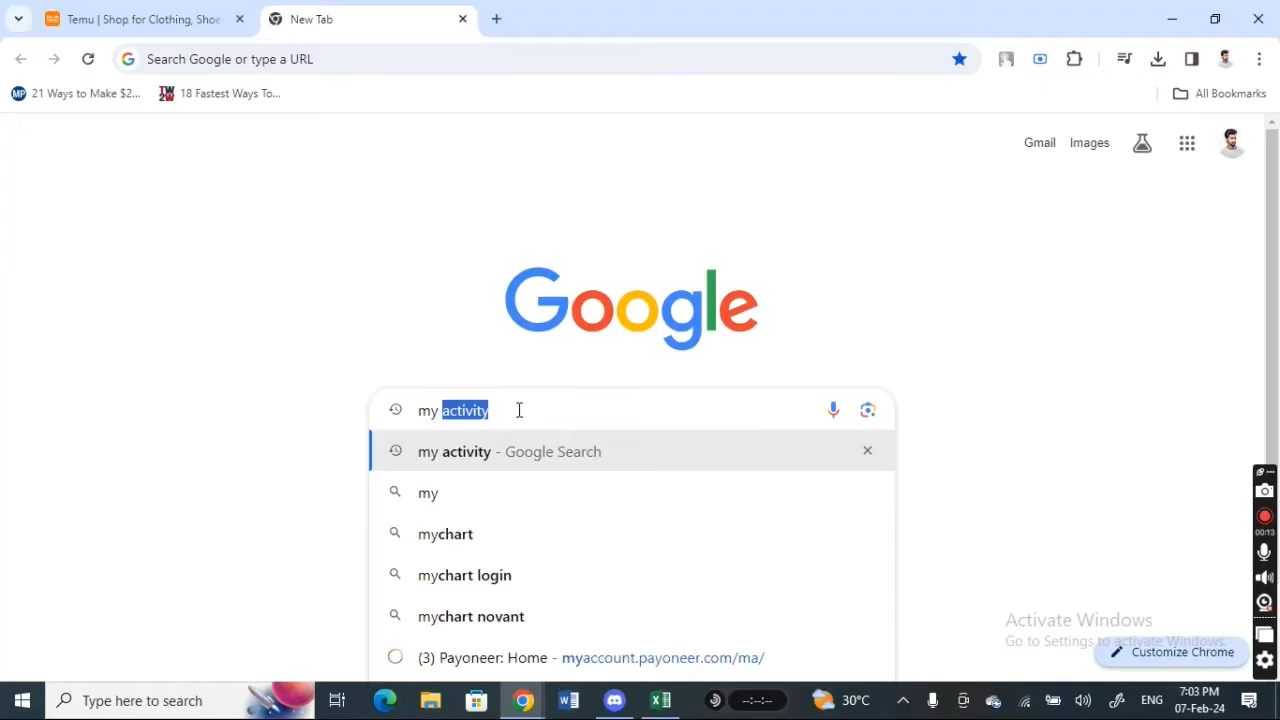 Temu | Shop for Clothing, Shoe
New Tab
Search Google or type a URL
21 Ways to Make $2...
18 Fastest Ways To...
All Bookmarks
Gmail
Images
Google
my activity
my activity - Google Search
my
mychart
mychart login
mychart novant
(3) Payoneer: Home - myaccount.payoneer.com/ma/
00:13
Activate Windows
Go to Settings to activate Windows.
Customize Chrome
Type here to search
--:--:--
30°C
ENG
7:03 PM
07-Feb-24